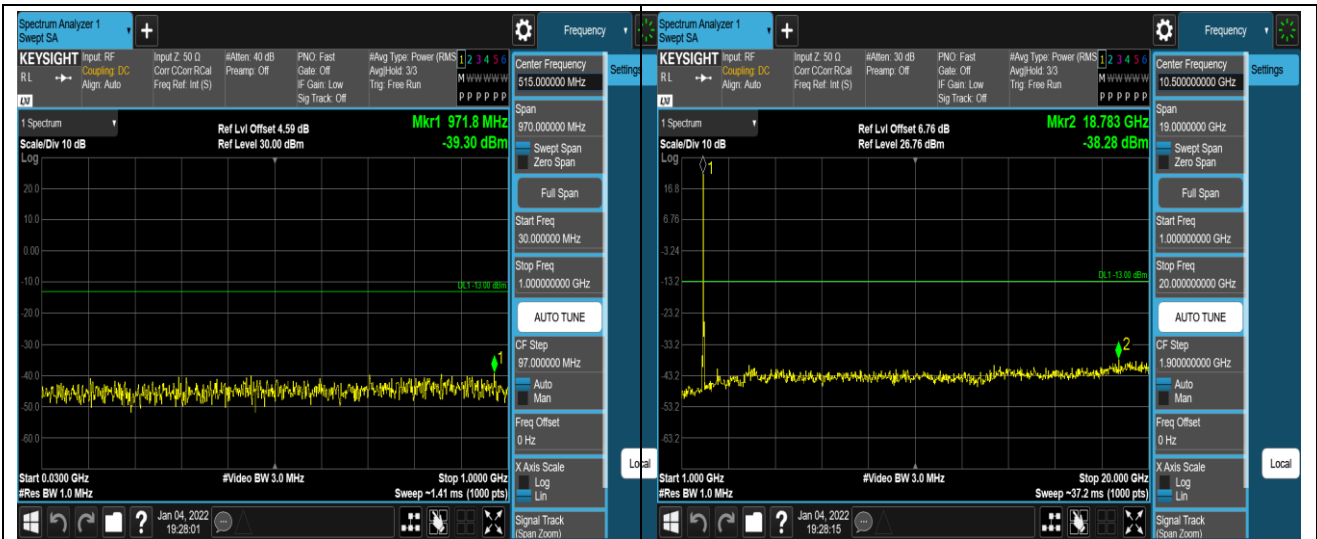 Spectrum Analyzer 1
Swept SA
+
Frequency
KEYSIGHT
RL
LXI
Input: RF
Coupling: DC
Align: Auto
Input Z: 50 Ω
Corr CCorr RCal
Freq Ref: Int (S)
#Atten: 40 dB
Preamp: Off
PNO: Fast
Gate: Off
IF Gain: Low
Sig Track: Off
#Avg Type: Power (RMS
Avg|Hold: 3/3
Trig: Free Run
1 2 3 4 5 6
M W W W W W
P P P P P P
Center Frequency
515.000000 MHz
Settings
1 Spectrum
Scale/Div 10 dB
Log
Ref Lvl Offset 4.59 dB
Ref Level 30.00 dBm
Mkr1 971.8 MHz
-39.30 dBm
20.0
10.0
0.00
-10.0
-20.0
-30.0
-40.0
-50.0
-60.0
DL1 -13.00 dBm
1
Span
970.000000 MHz
Swept Span
Zero Span
Full Span
Start Freq
30.000000 MHz
Stop Freq
1.000000000 GHz
AUTO TUNE
CF Step
97.000000 MHz
Auto
Man
Freq Offset
0 Hz
X Axis Scale
Log
Lin
Signal Track
(Span Zoom)
Local
Start 0.0300 GHz
#Res BW 1.0 MHz
#Video BW 3.0 MHz
Stop 1.0000 GHz
Sweep ~1.41 ms (1000 pts)
?
Jan 04, 2022
19:28:01
Spectrum Analyzer 1
Swept SA
+
Frequency
KEYSIGHT
RL
LXI
Input: RF
Coupling: DC
Align: Auto
Input Z: 50 Ω
Corr CCorr RCal
Freq Ref: Int (S)
#Atten: 30 dB
Preamp: Off
PNO: Fast
Gate: Off
IF Gain: Low
Sig Track: Off
#Avg Type: Power (RMS
Avg|Hold: 3/3
Trig: Free Run
1 2 3 4 5 6
M W W W W W
P P P P P P
Center Frequency
10.500000000 GHz
Settings
1 Spectrum
Scale/Div 10 dB
Log
Ref Lvl Offset 6.76 dB
Ref Level 26.76 dBm
Mkr2 18.783 GHz
-38.28 dBm
1
16.8
6.76
-3.24
-13.2
-23.2
-33.2
-43.2
-53.2
-63.2
DL1 -13.00 dBm
2
Span
19.0000000 GHz
Swept Span
Zero Span
Full Span
Start Freq
1.000000000 GHz
Stop Freq
20.000000000 GHz
AUTO TUNE
CF Step
1.900000000 GHz
Auto
Man
Freq Offset
0 Hz
X Axis Scale
Log
Lin
Signal Track
(Span Zoom)
Local
Start 1.000 GHz
#Res BW 1.0 MHz
#Video BW 3.0 MHz
Stop 20.000 GHz
Sweep ~37.2 ms (1000 pts)
?
Jan 04, 2022
19:28:15